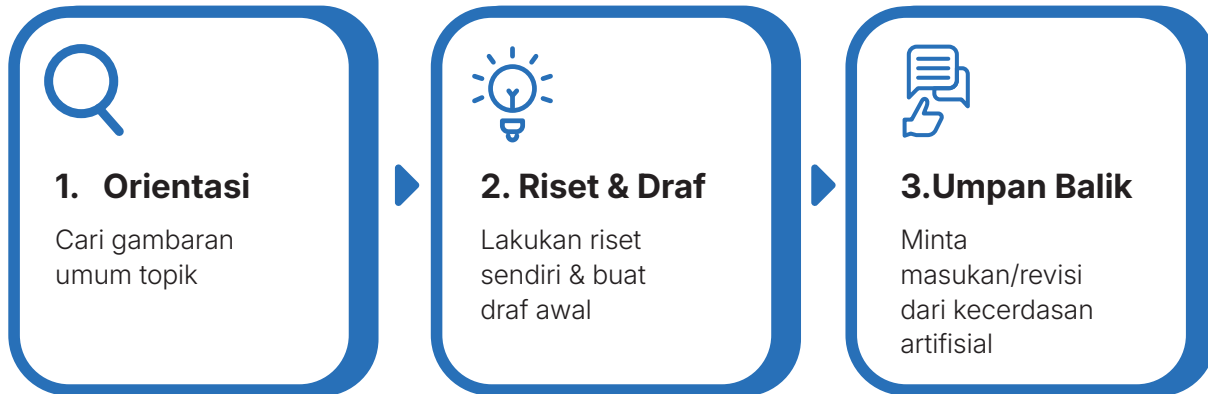 1. Orientasi
Cari gambaran
umum topik
2. Riset & Draf
Lakukan riset
sendiri & buat
draf awal
3.Umpan Balik
Minta
masukan/revisi
dari kecerdasan
artifisial